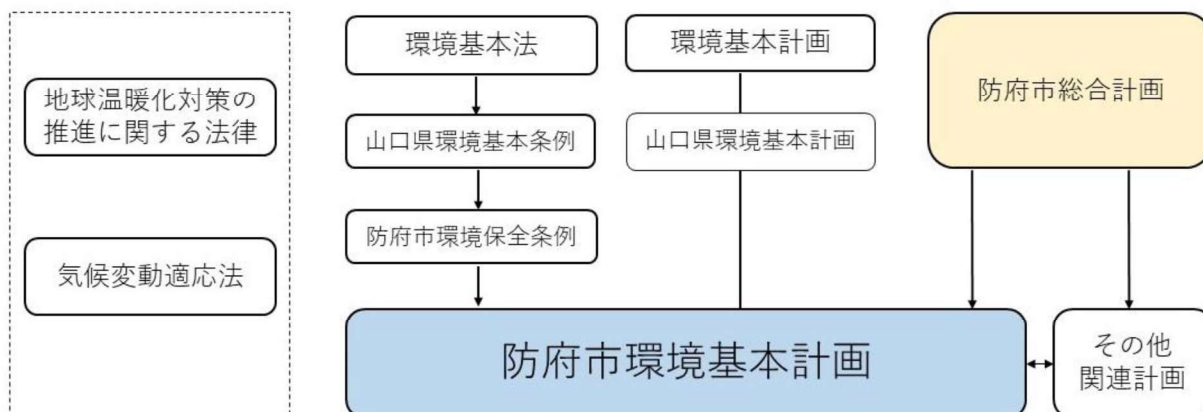 地球温暖化対策の
推進に関する法律
気候変動適応法
環境基本法
山口県環境基本条例
防府市環境保全条例
環境基本計画
山口県環境基本計画
防府市総合計画
防府市環境基本計画
その他
関連計画